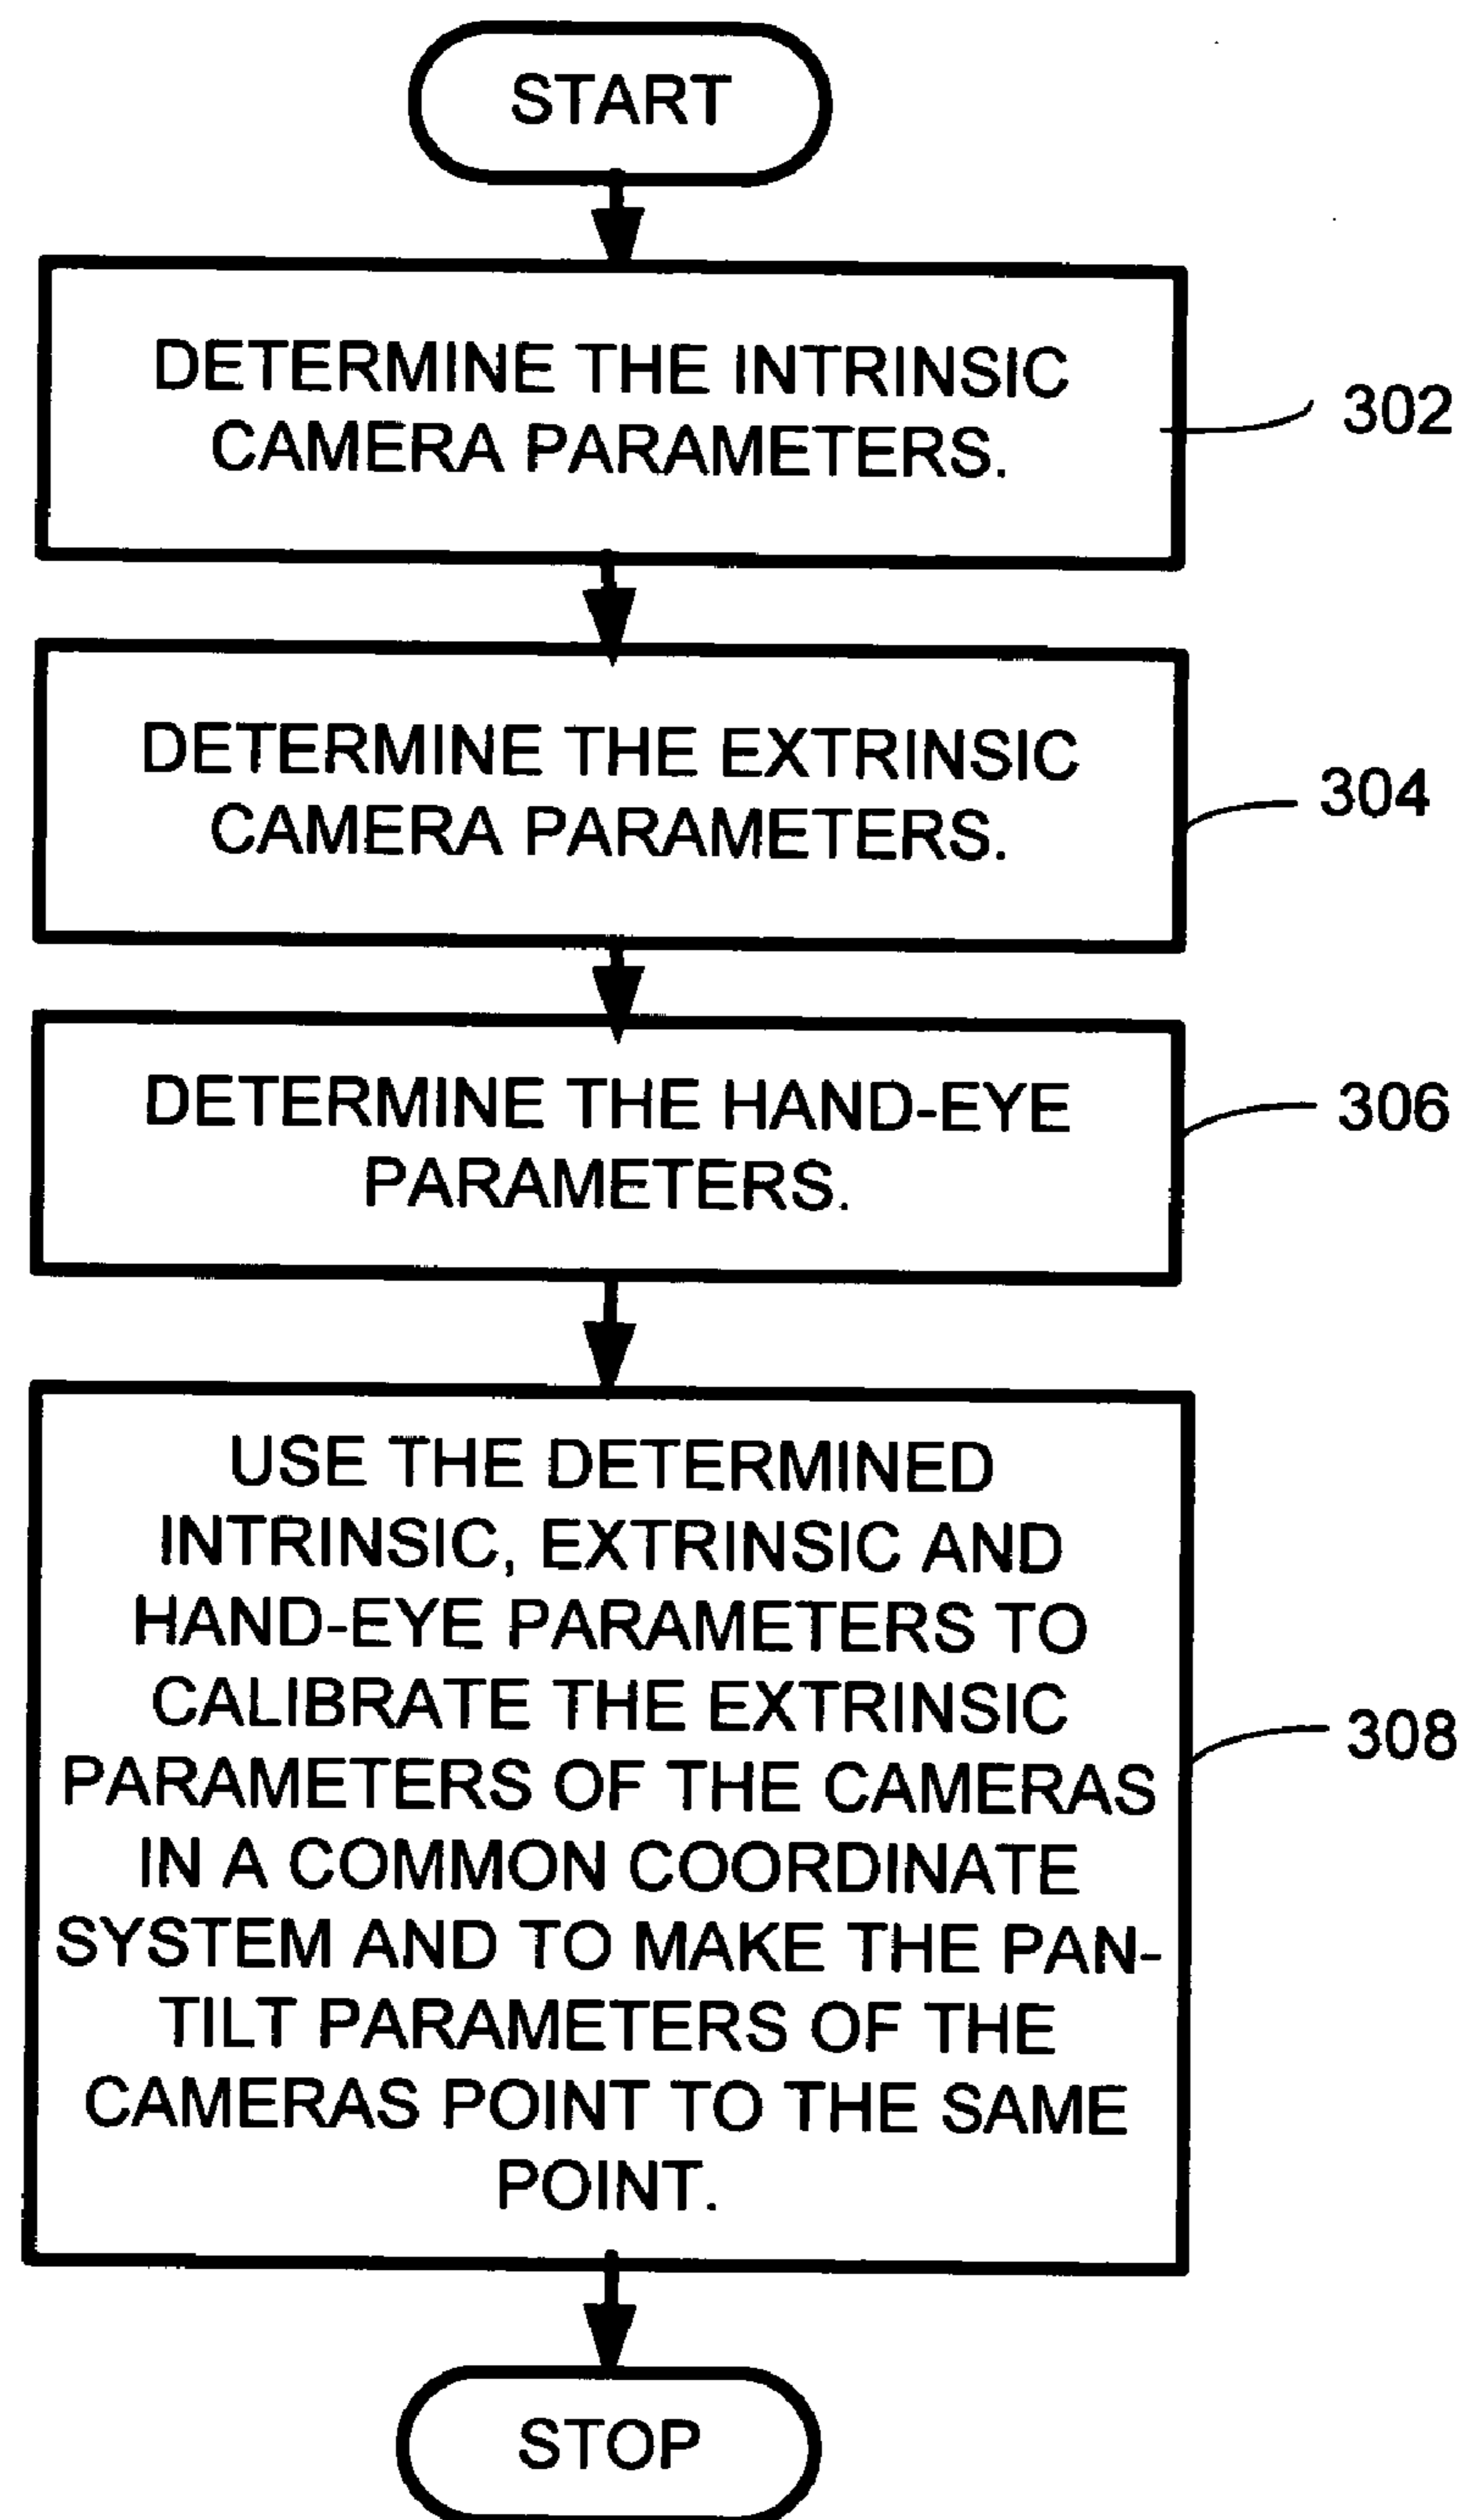 START
DETERMINE THE INTRINSIC
CAMERA PARAMETERS.
302
DETERMINE THE EXTRINSIC
CAMERA PARAMETERS.
304
DETERMINE THE HAND-EYE
PARAMETERS.
306
USE THE DETERMINED
INTRINSIC, EXTRINSIC AND
HAND-EYE PARAMETERS TO
CALIBRATE THE EXTRINSIC
PARAMETERS OF THE CAMERAS
IN A COMMON COORDINATE
SYSTEM AND TO MAKE THE PAN-
TILT PARAMETERS OF THE
CAMERAS POINT TO THE SAME
POINT.
308
STOP